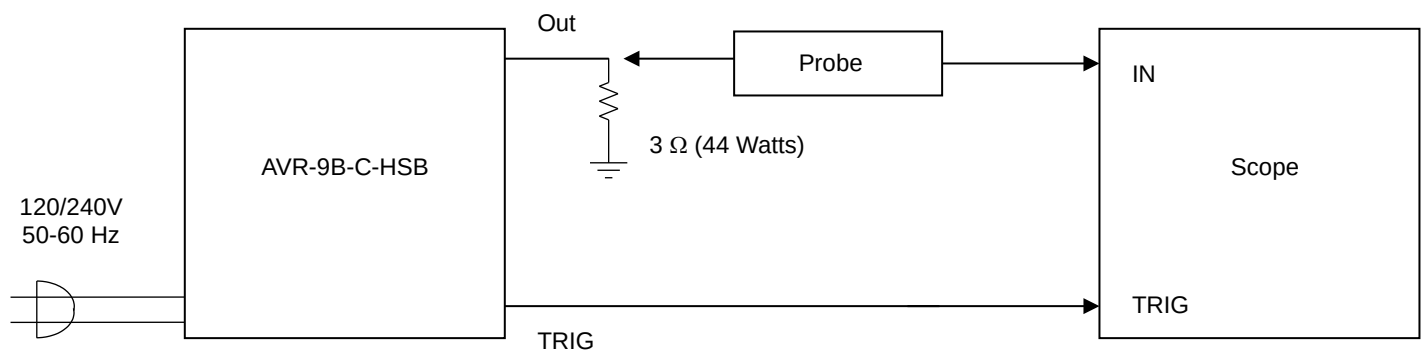 Out
Probe
IN
3 Ω (44 Watts)
AVR-9B-C-HSB
Scope
120/240V
50-60 Hz
TRIG
TRIG